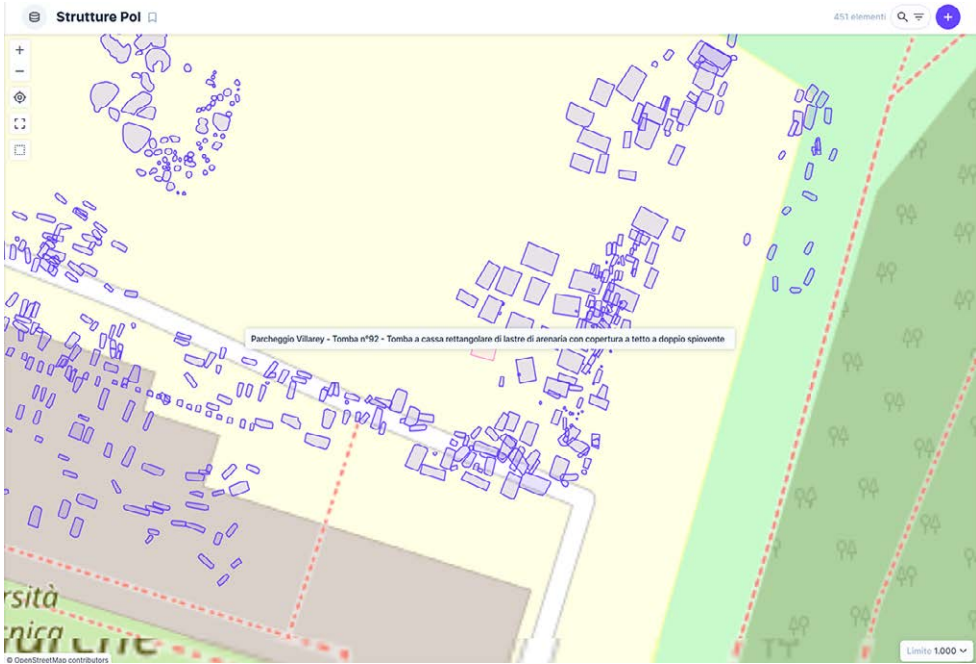 Strutture Pol
451 elementi
Parcheggio Villarey - Tomba n°92 - Tomba a cassa rettangolare di lastre di arenaria con copertura a tetto a doppio spiovente
rsità
Limite 1.000
© OpenStreetMap contributors